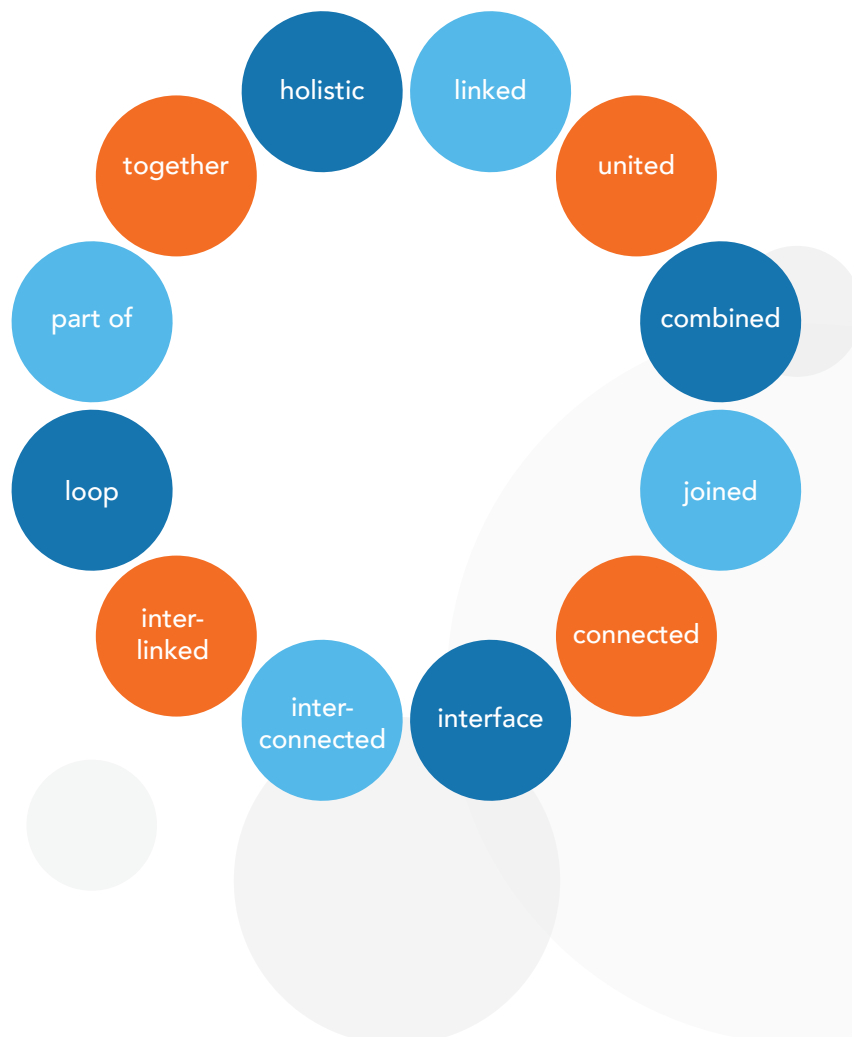 holistic
linked
together
united
part of
combined
loop
joined
inter-
linked
connected
inter-
connected
interface